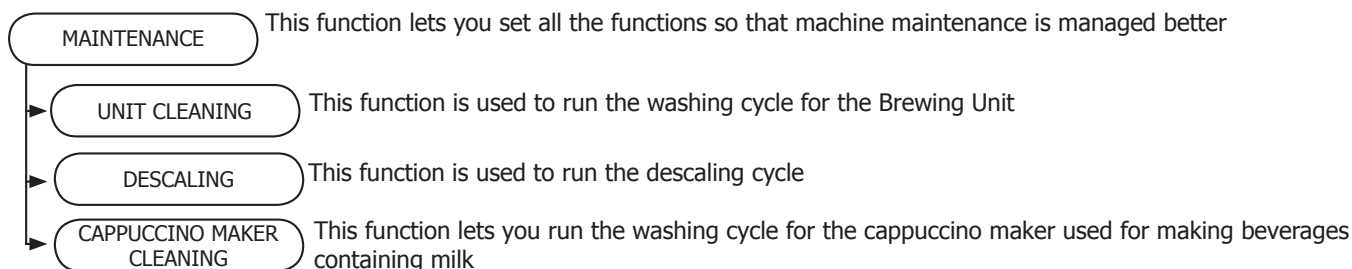 MAINTENANCE
This function lets you set all the functions so that machine maintenance is managed better
UNIT CLEANING
This function is used to run the washing cycle for the Brewing Unit
DESCALING
This function is used to run the descaling cycle
CAPPUCCINO MAKER
CLEANING
This function lets you run the washing cycle for the cappuccino maker used for making beverages
containing milk